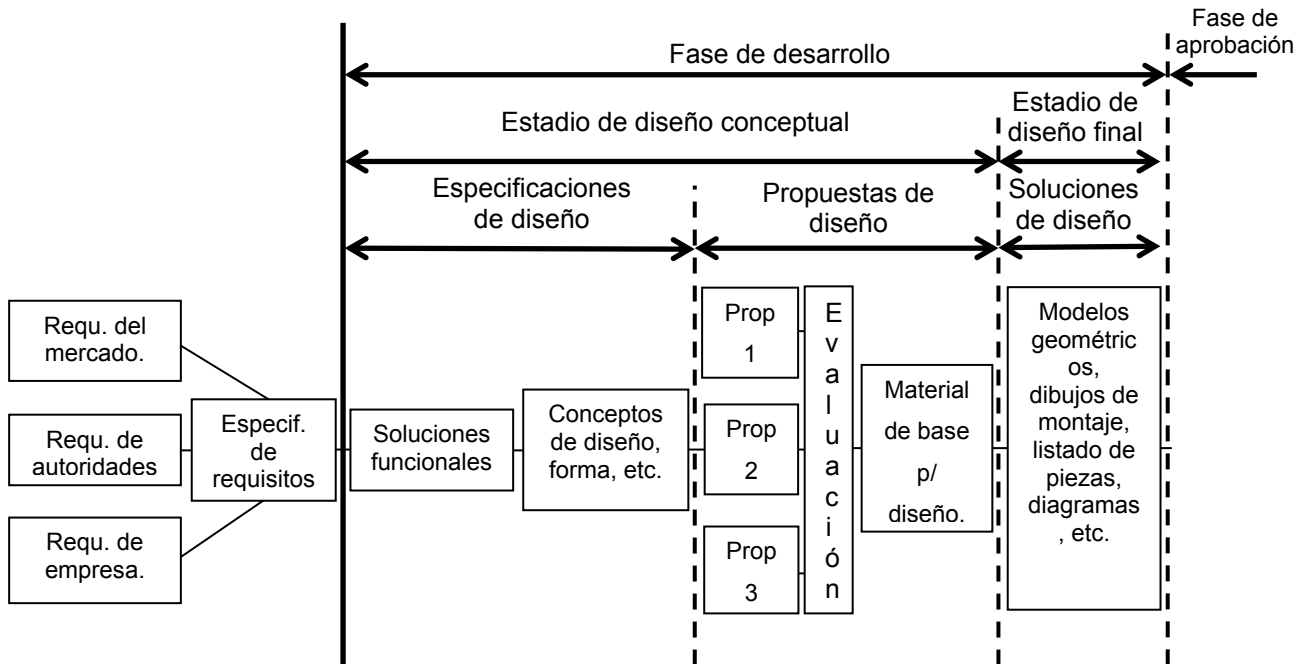 Fase de
aprobación
Fase de desarrollo
Estadio de diseño conceptual
Estadio de
diseño final
Especificaciones
de diseño
Propuestas de
diseño
Soluciones
de diseño
Requ. del
mercado.
Requ. de
autoridades
Requ. de
empresa.
Especif.
de
requisitos
Soluciones
funcionales
Conceptos
de diseño,
forma, etc.
Prop
1
Prop
2
Prop
3
E
v
a
l
u
a
c
i
ó
n
Material
de base
p/
diseño.
Modelos
geométric
os,
dibujos de
montaje,
listado de
piezas,
diagramas
, etc.